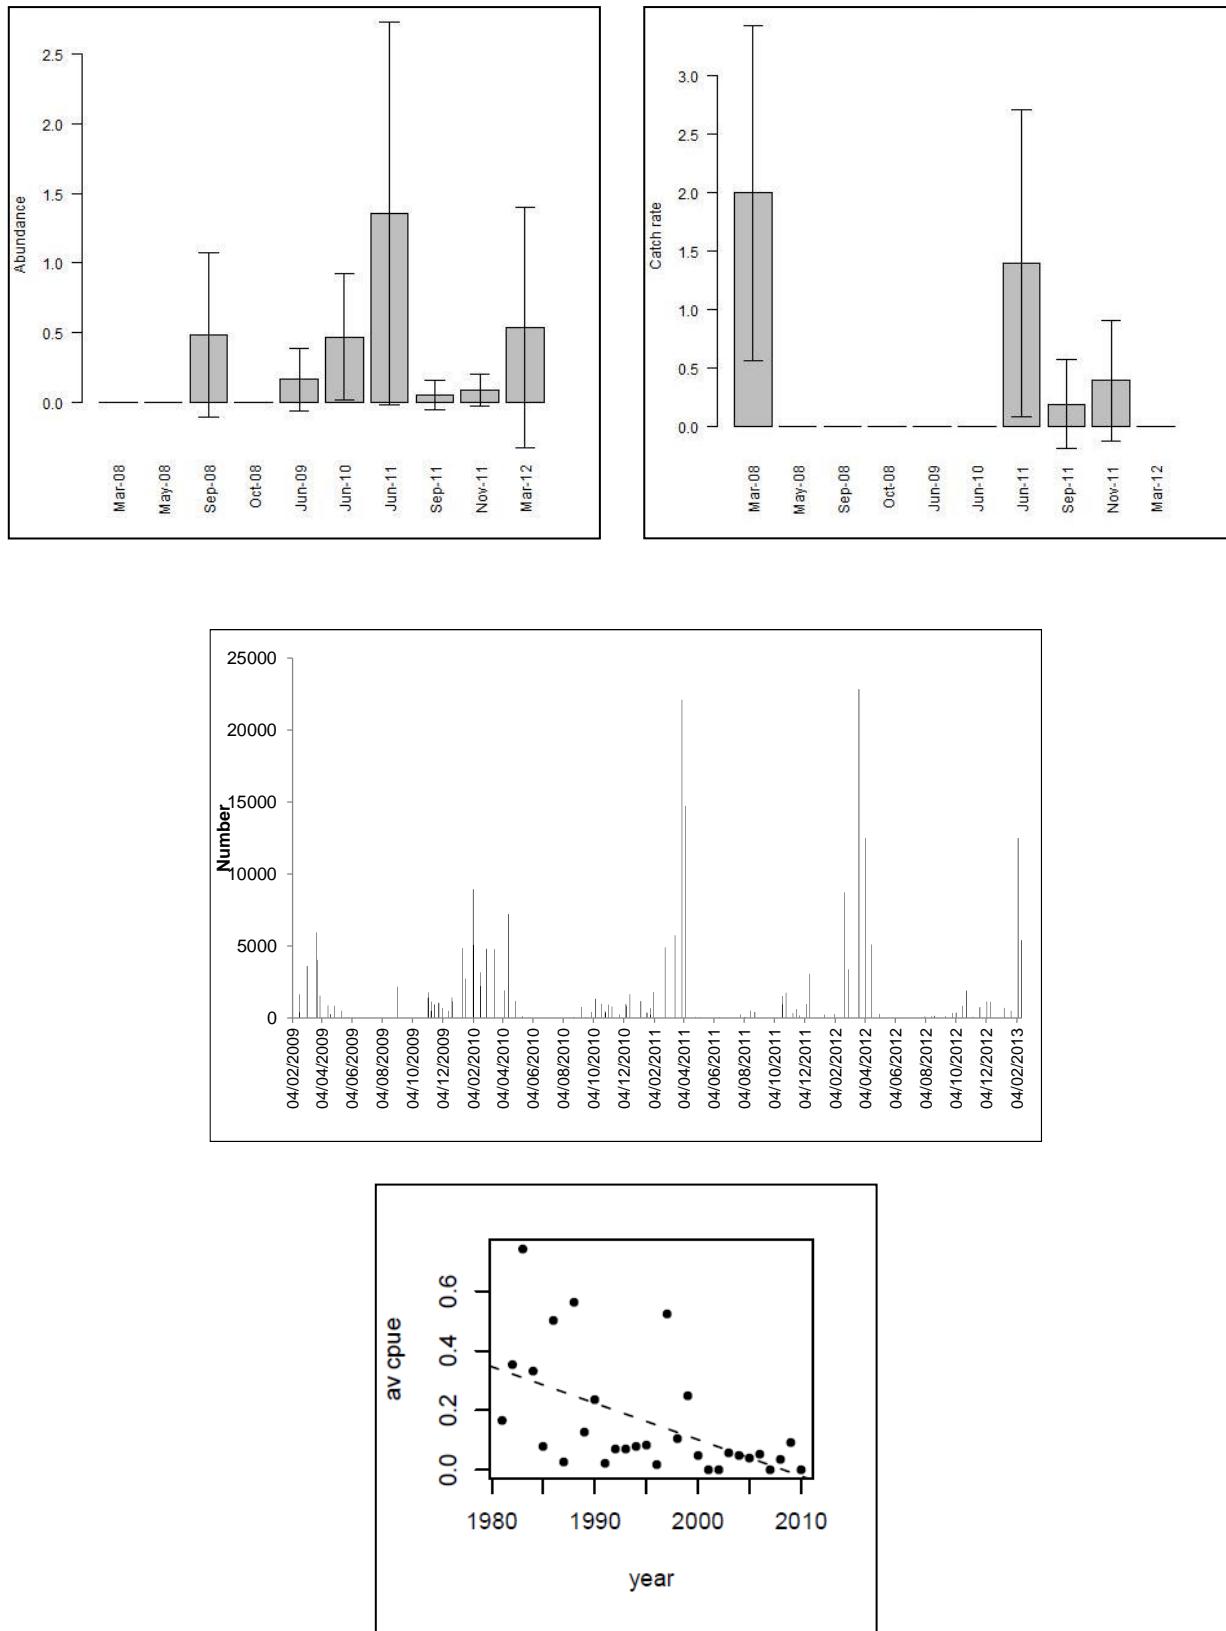 2.5
2.0
1.5
1.0
0.5
0.0
Abundance
Mar-08
May-08
Sep-08
Oct-08
Jun-09
Jun-10
Jun-11
Sep-11
Nov-11
Mar-12
3.0
2.5
2.0
1.5
1.0
0.5
0.0
Catch rate
Mar-08
May-08
Sep-08
Oct-08
Jun-09
Jun-10
Jun-11
Sep-11
Nov-11
Mar-12
25000
20000
15000
10000
5000
0
Number
04/02/2009
04/04/2009
04/06/2009
04/08/2009
04/10/2009
04/12/2009
04/02/2010
04/04/2010
04/06/2010
04/08/2010
04/10/2010
04/12/2010
04/02/2011
04/04/2011
04/06/2011
04/08/2011
04/10/2011
04/12/2011
04/02/2012
04/04/2012
04/06/2012
04/08/2012
04/10/2012
04/12/2012
04/02/2013
0.6
0.4
0.2
0.0
av cpue
1980 1990 2000 2010
year